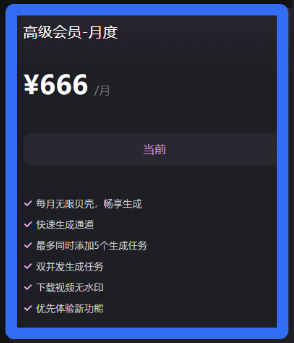 高级会员-月度
¥666 /月
当前
每月无限贝壳，畅享生成
快速生成通道
最多同时添加5个生成任务
双并发生成任务
下载视频无水印
优先体验新功能